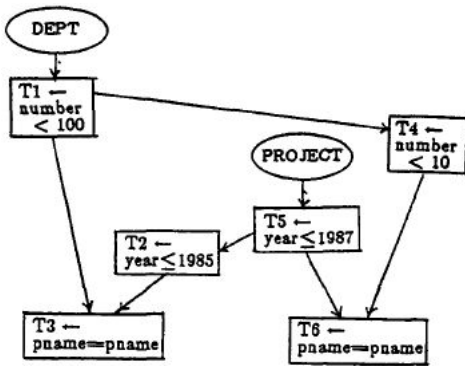 DEPT
T1 ←
number
< 100
T4 ←
number
< 10
PROJECT
T2 ←
year≤1985
T5 ←
year≤1987
T3 ←
pname==pname
T6 ←
pname==pname